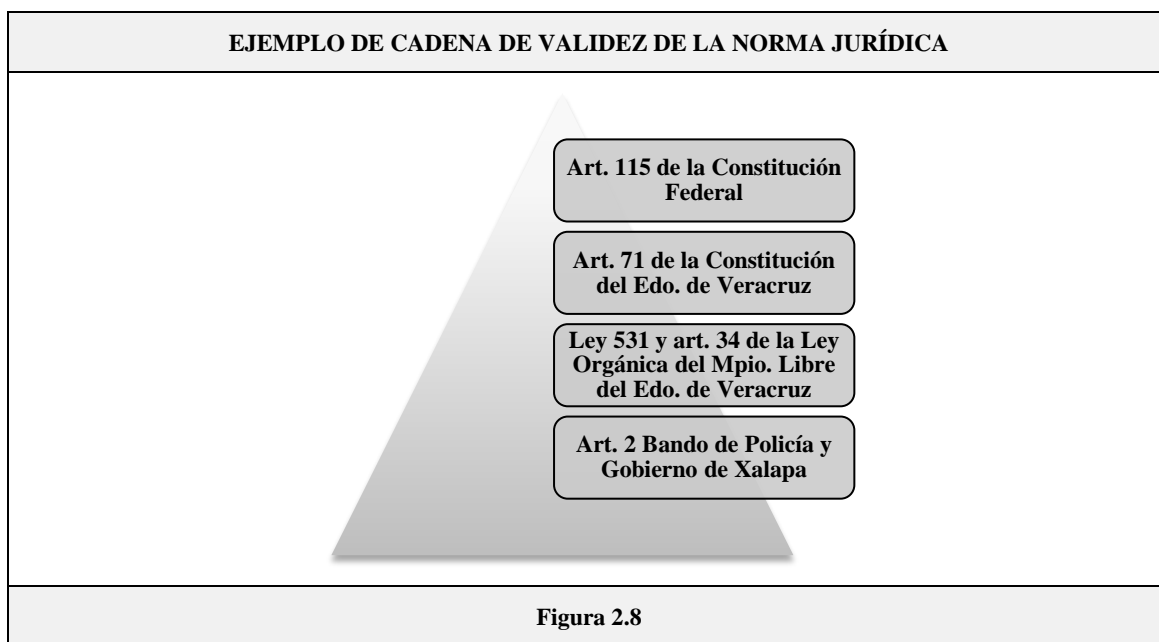 EJEMPLO DE CADENA DE VALIDEZ DE LA NORMA JURÍDICA
Art. 115 de la Constitución
Federal
Art. 71 de la Constitución
del Edo. de Veracruz
Ley 531 y art. 34 de la Ley
Orgánica del Mpio. Libre
del Edo. de Veracruz
Art. 2 Bando de Policía y
Gobierno de Xalapa
Figura 2.8